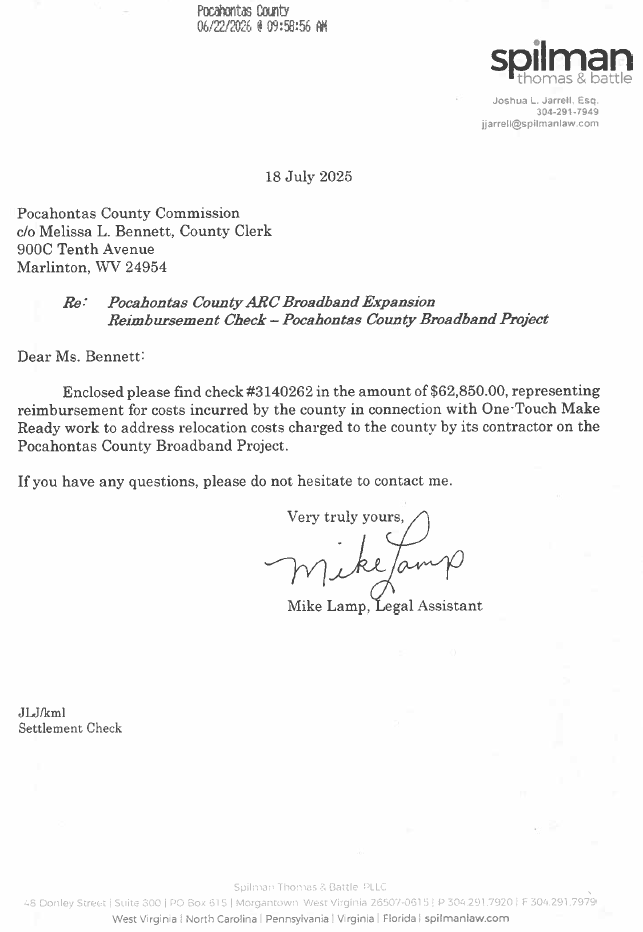 Pocahontas County
06/22/2026 @ 09:58:56 AM
spilman
thomas & battle
Joshua L. Jarrell, Esq.
304-291-7949
jjarrell@spilmanlaw.com
18 July 2025
Pocahontas County Commission
c/o Melissa L. Bennett, County Clerk
900C Tenth Avenue
Marlinton, WV 24954
Re: Pocahontas County ARC Broadband Expansion
Reimbursement Check – Pocahontas County Broadband Project
Dear Ms. Bennett:
Enclosed please find check #3140262 in the amount of $62,850.00, representing
reimbursement for costs incurred by the county in connection with One-Touch Make
Ready work to address relocation costs charged to the county by its contractor on the
Pocahontas County Broadband Project.
If you have any questions, please do not hesitate to contact me.
Very truly yours,
Mike Lamp
Mike Lamp, Legal Assistant
JLJ/kml
Settlement Check
Spilman Thomas & Battle PLLC
48 Donley Street | Suite 800 | PO Box 615 | Morgantown West Virginia 26507-0615 | P 304.291.7920 | F 304.291.7979
West Virginia | North Carolina | Pennsylvania | Virginia | Florida | spilmanlaw.com